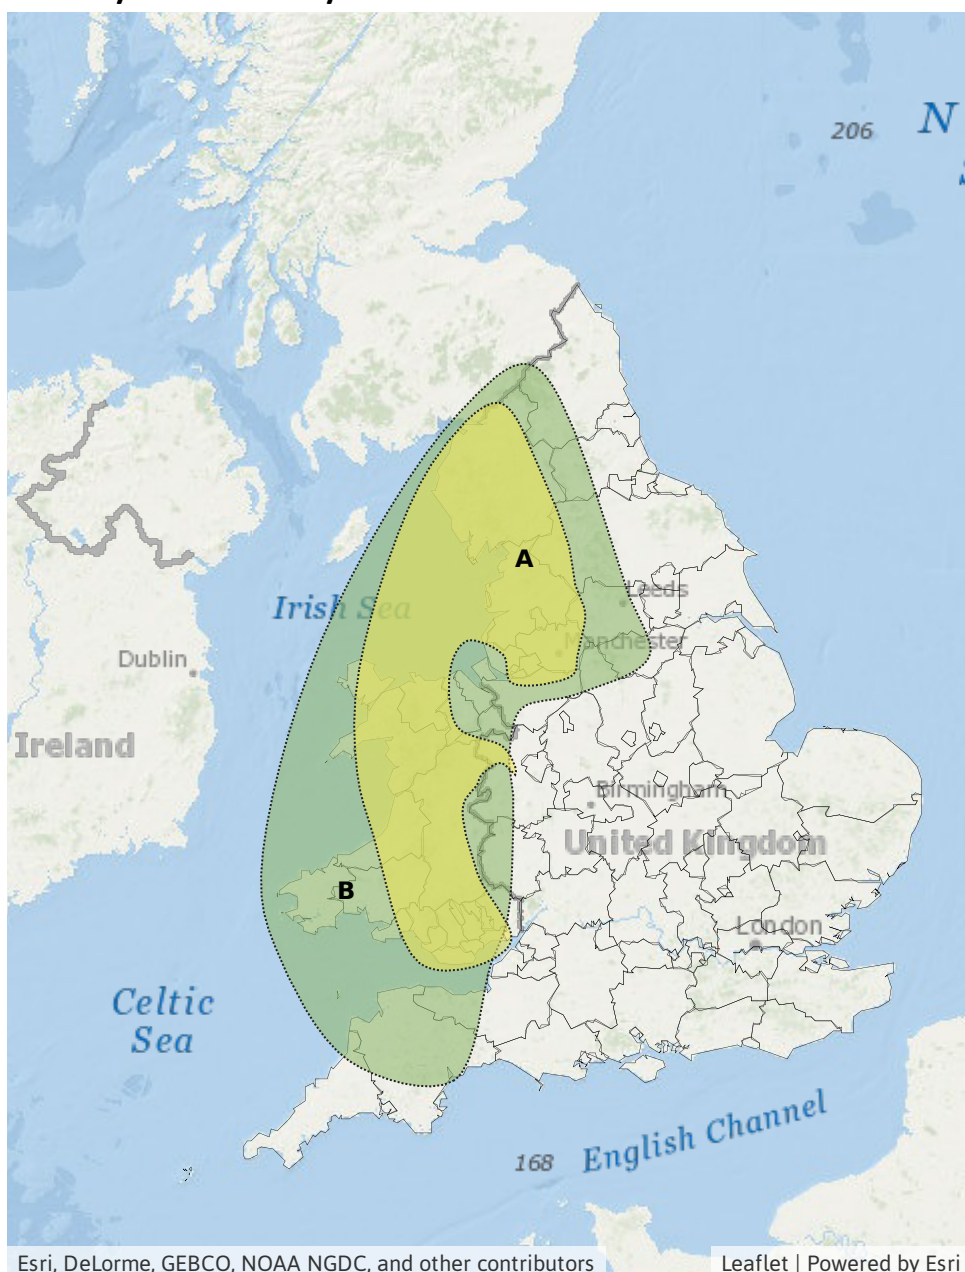 206
N
A
Leeds
Irish Sea
Manchester
Dublin
Ireland
Birmingham
United Kingdom
B
London
Celtic
Sea
English Channel
168
Esri, DeLorme, GEBCO, NOAA NGDC, and other contributors
Leaflet | Powered by Esri